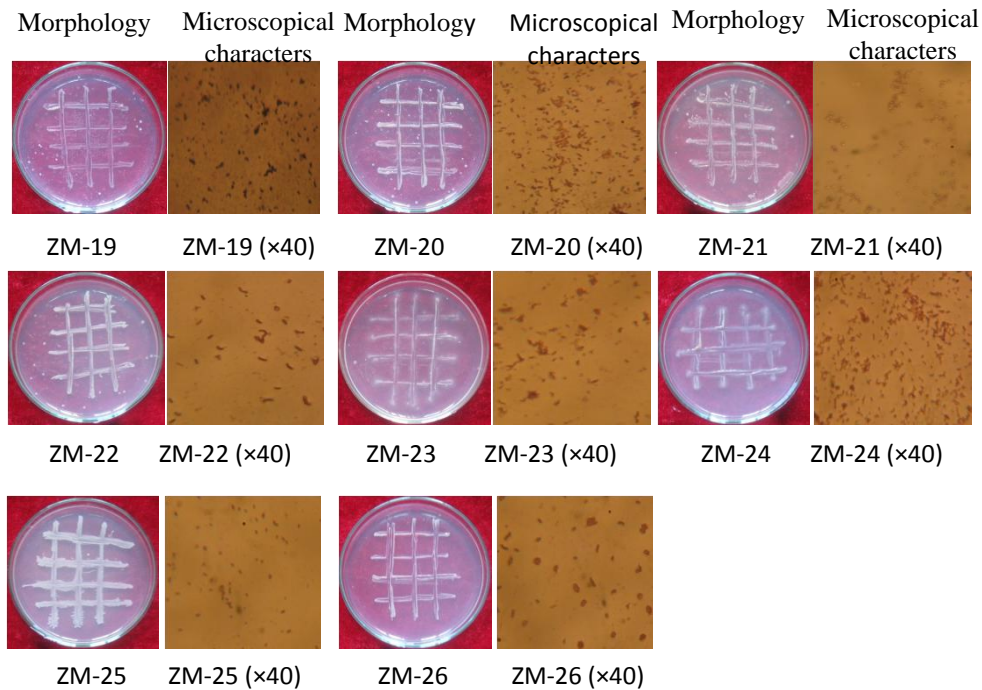 Morphology Microscopical characters Morphology Microscopical characters Morphology Microscopical characters
ZM-19 ZM-19 (×40) ZM-20 ZM-20 (×40) ZM-21 ZM-21 (×40)
ZM-22 ZM-22 (×40) ZM-23 ZM-23 (×40) ZM-24 ZM-24 (×40)
ZM-25 ZM-25 (×40) ZM-26 ZM-26 (×40)